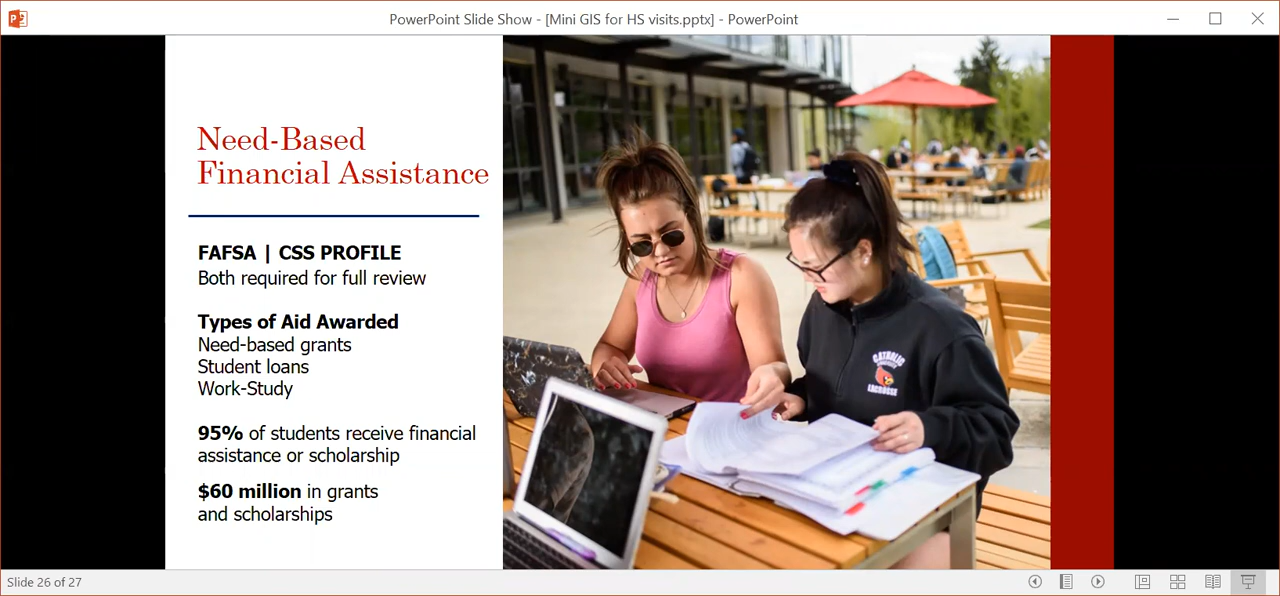 PowerPoint Slide Show - [Mini GIS for HS visits.pptx] - PowerPoint
Need-Based
Financial Assistance
FAFSA | CSS PROFILE
Both required for full review
Types of Aid Awarded
Need-based grants
Student loans
Work-Study
95% of students receive financial
assistance or scholarship
$60 million in grants
and scholarships
CATHOLIC
LACROSSE
Slide 26 of 27